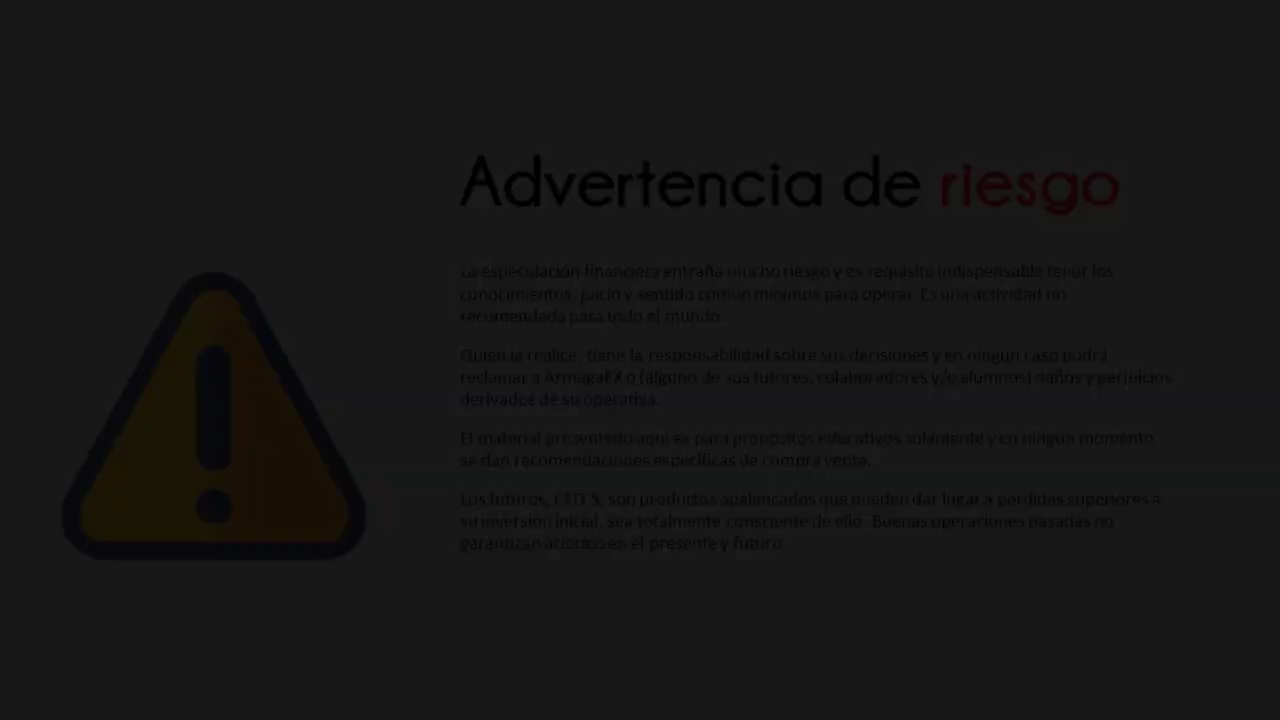 Advertencia de riesgo
La especulación financiera entraña mucho riesgo y es requisito indispensable tener los
conocimientos, juicio y sentido común mínimos para operar. Es una actividad no
recomendada para todo el mundo.
Quien la realice, tiene la responsabilidad sobre sus decisiones y en ningún caso podrá
reclamar a ArmagaFX o (alguno de sus tutores, colaboradores y/o alumnos) daños y perjuicios
derivados de su operativa.
El material presentado aquí es para propósitos educativos solamente y en ningún momento
se dan recomendaciones específicas de compra venta.
Los futuros, CFD'S, son productos apalancados que pueden dar lugar a perdidas superiores a
su inversión inicial, sea totalmente consciente de ello. Buenas operaciones pasadas no
garantizan aciertos en el presente y futuro